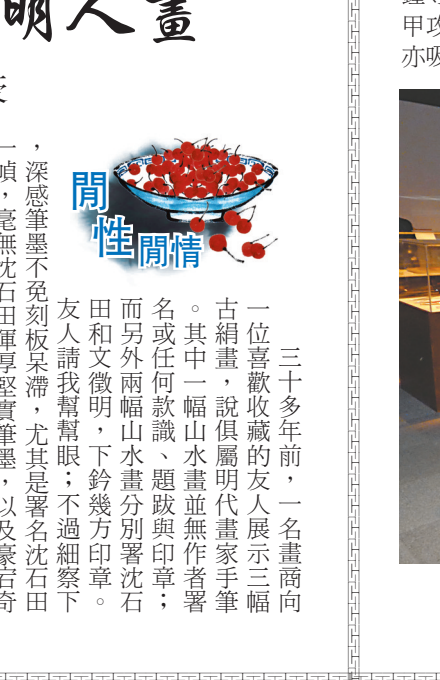 明人畫
閒性閒情
三十多年前，一名畫商向
一位喜歡收藏的友人展示三幅
古絹畫，說俱屬明代畫家手筆
。其中一幅山水畫並無作者署
名或任何款識、題跋與印章；
而另外兩幅山水畫分別署沈石
田和文徵明，下鈐幾方印章。
友人請我幫幫眼；不過細察下
，深感筆墨不免刻板呆滯，尤其是署名沈石田
一幀，毫無沈石田渾厚堅實筆墨，以及豪宕奇
甲攻
亦吸